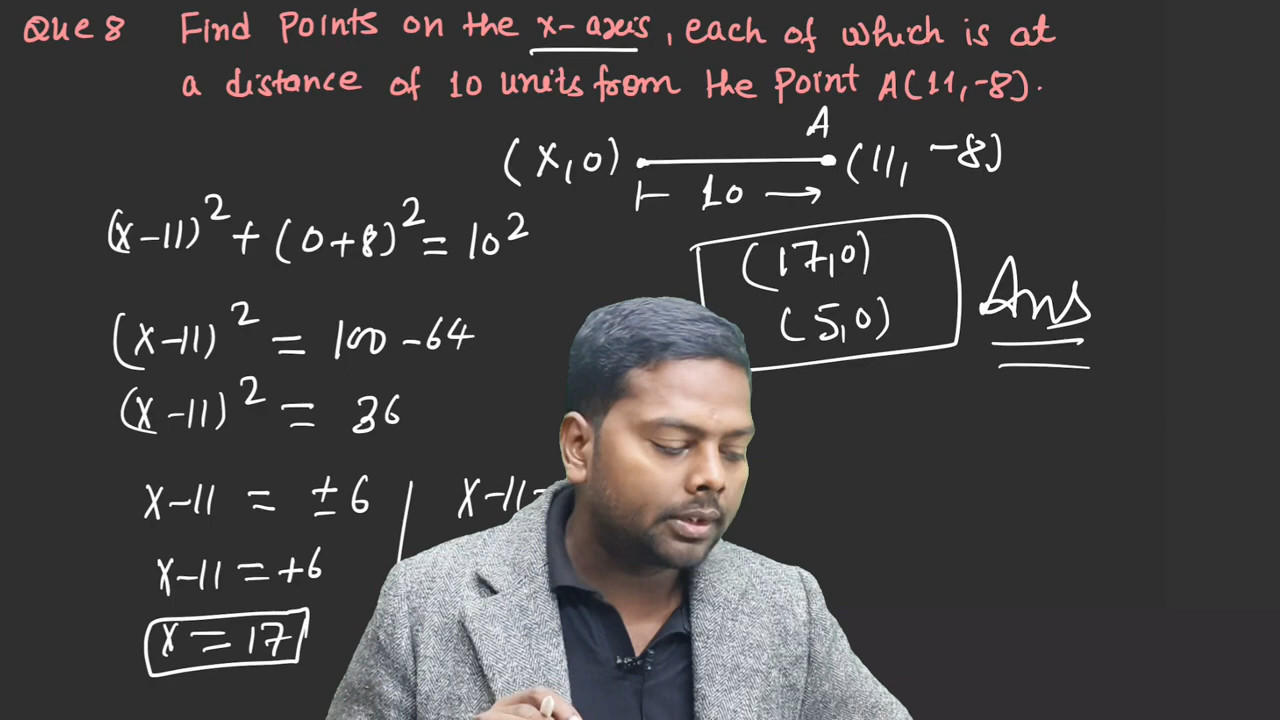 Que 8 Find Points on the x-axis, each of which is at
a distance of 10 units from the Point A(11,-8).
A
(x,0) (11, -8)
10
(x-11)² + (0+8)² = 10²
(17,0)
(5,0)
Ans
(x-11)² = 100-64
(x-11)² = 36
x-11 = ±6
x-11
x-11 = +6
x = 17